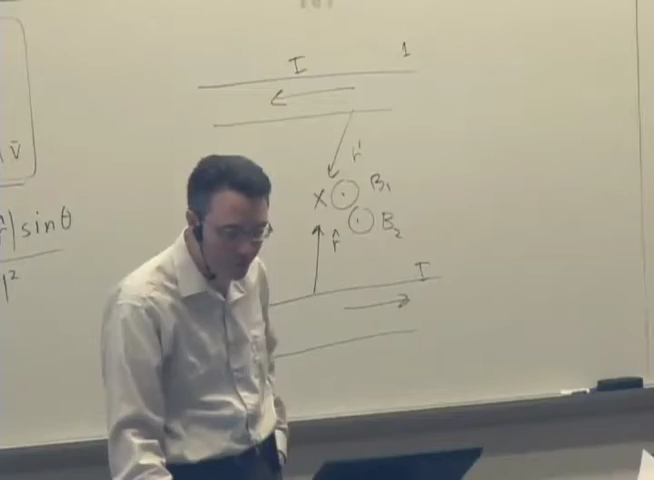 I 1
v̄
r̂|sinθ
r̂
x ⊙ B₁
⊙ B₂
r̂
|²
I